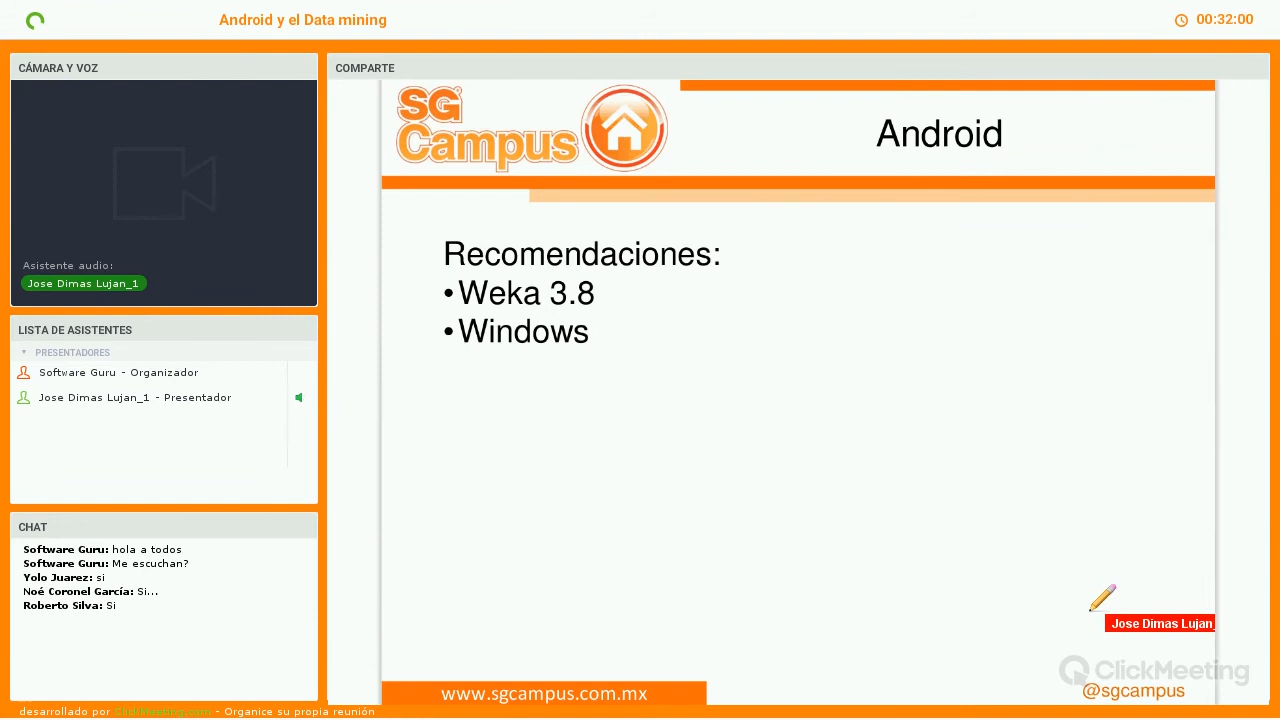 Android y el Data mining
00:32:00
CÁMARA Y VOZ
Asistente audio:
Jose Dimas Lujan_1
LISTA DE ASISTENTES
PRESENTADORES
Software Guru - Organizador
Jose Dimas Lujan_1 - Presentador
CHAT
Software Guru: hola a todos
Software Guru: Me escuchan?
Yolo Juarez: si
Noé Coronel García: Si...
Roberto Silva: Si
desarrollado por ClickMeeting.com - Organice su propia reunión
COMPARTE
SG
Campus
Android
Recomendaciones:
•Weka 3.8
•Windows
Jose Dimas Lujan_
ClickMeeting
@sgcampus
www.sgcampus.com.mx